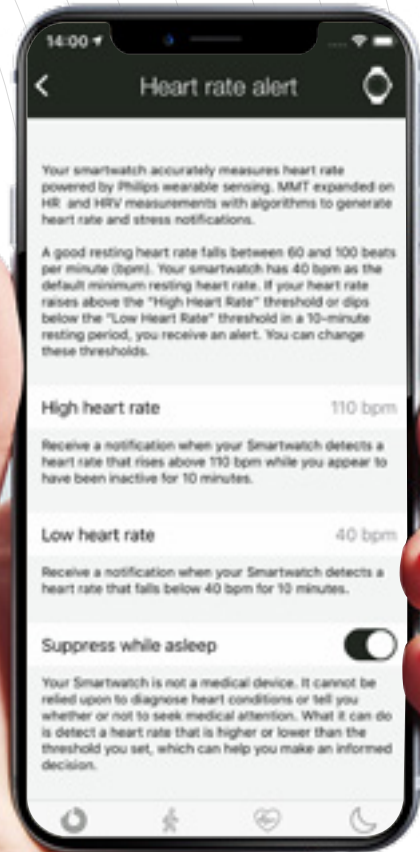 14:00
Heart rate alert
Your smartwatch accurately measures heart rate
powered by Philips wearable sensing. MMT expanded on
HR and HRV measurements with algorithms to generate
heart rate and stress notifications.
A good resting heart rate falls between 60 and 100 beats
per minute (bpm). Your smartwatch has 40 bpm as the
default minimum resting heart rate. If your heart rate
raises above the "High Heart Rate" threshold or dips
below the "Low Heart Rate" threshold in a 10-minute
resting period, you receive an alert. You can change
these thresholds.
High heart rate 110 bpm
Receive a notification when your Smartwatch detects a
heart rate that rises above 110 bpm while you appear to
have been inactive for 10 minutes.
Low heart rate 40 bpm
Receive a notification when your Smartwatch detects a
heart rate that falls below 40 bpm for 10 minutes.
Suppress while asleep
Your Smartwatch is not a medical device. It cannot be
relied upon to diagnose heart conditions or tell you
whether or not to seek medical attention. What it can do
is detect a heart rate that is higher or lower than the
threshold you set, which can help you make an informed
decision.